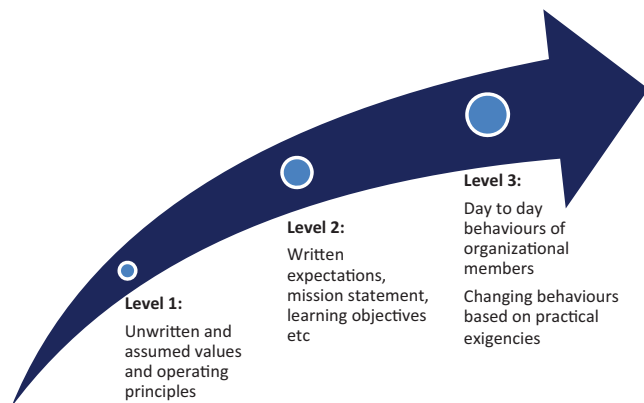 Level 1:
Unwritten and
assumed values
and operating
principles
Level 2:
Written
expectations,
mission statement,
learning objectives
etc
Level 3:
Day to day
behaviours of
organizational
members
Changing behaviours
based on practical
exigencies